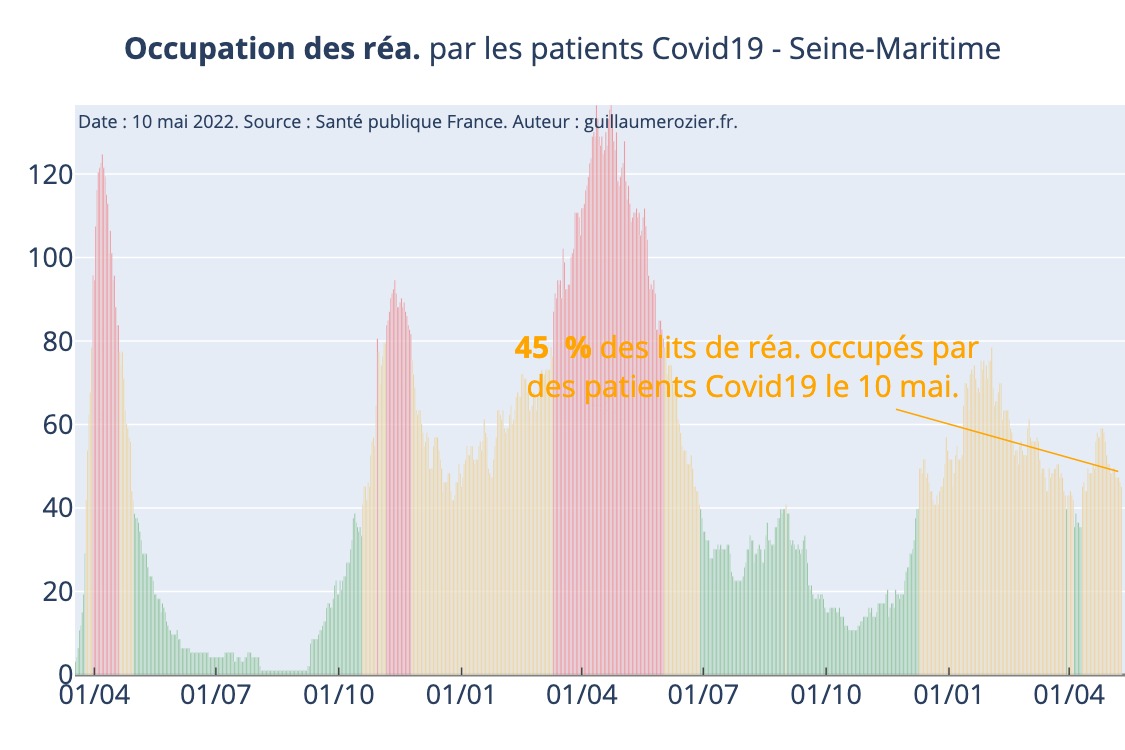 Occupation des réa. par les patients Covid19 - Seine-Maritime
Date : 10 mai 2022. Source : Santé publique France. Auteur : guillaumerozier.fr.
120
100
80
45 % des lits de réa. occupés par
des patients Covid19 le 10 mai.
60
40
20
0
01/04 01/07 01/10 01/01 01/04 01/07 01/10 01/01 01/04